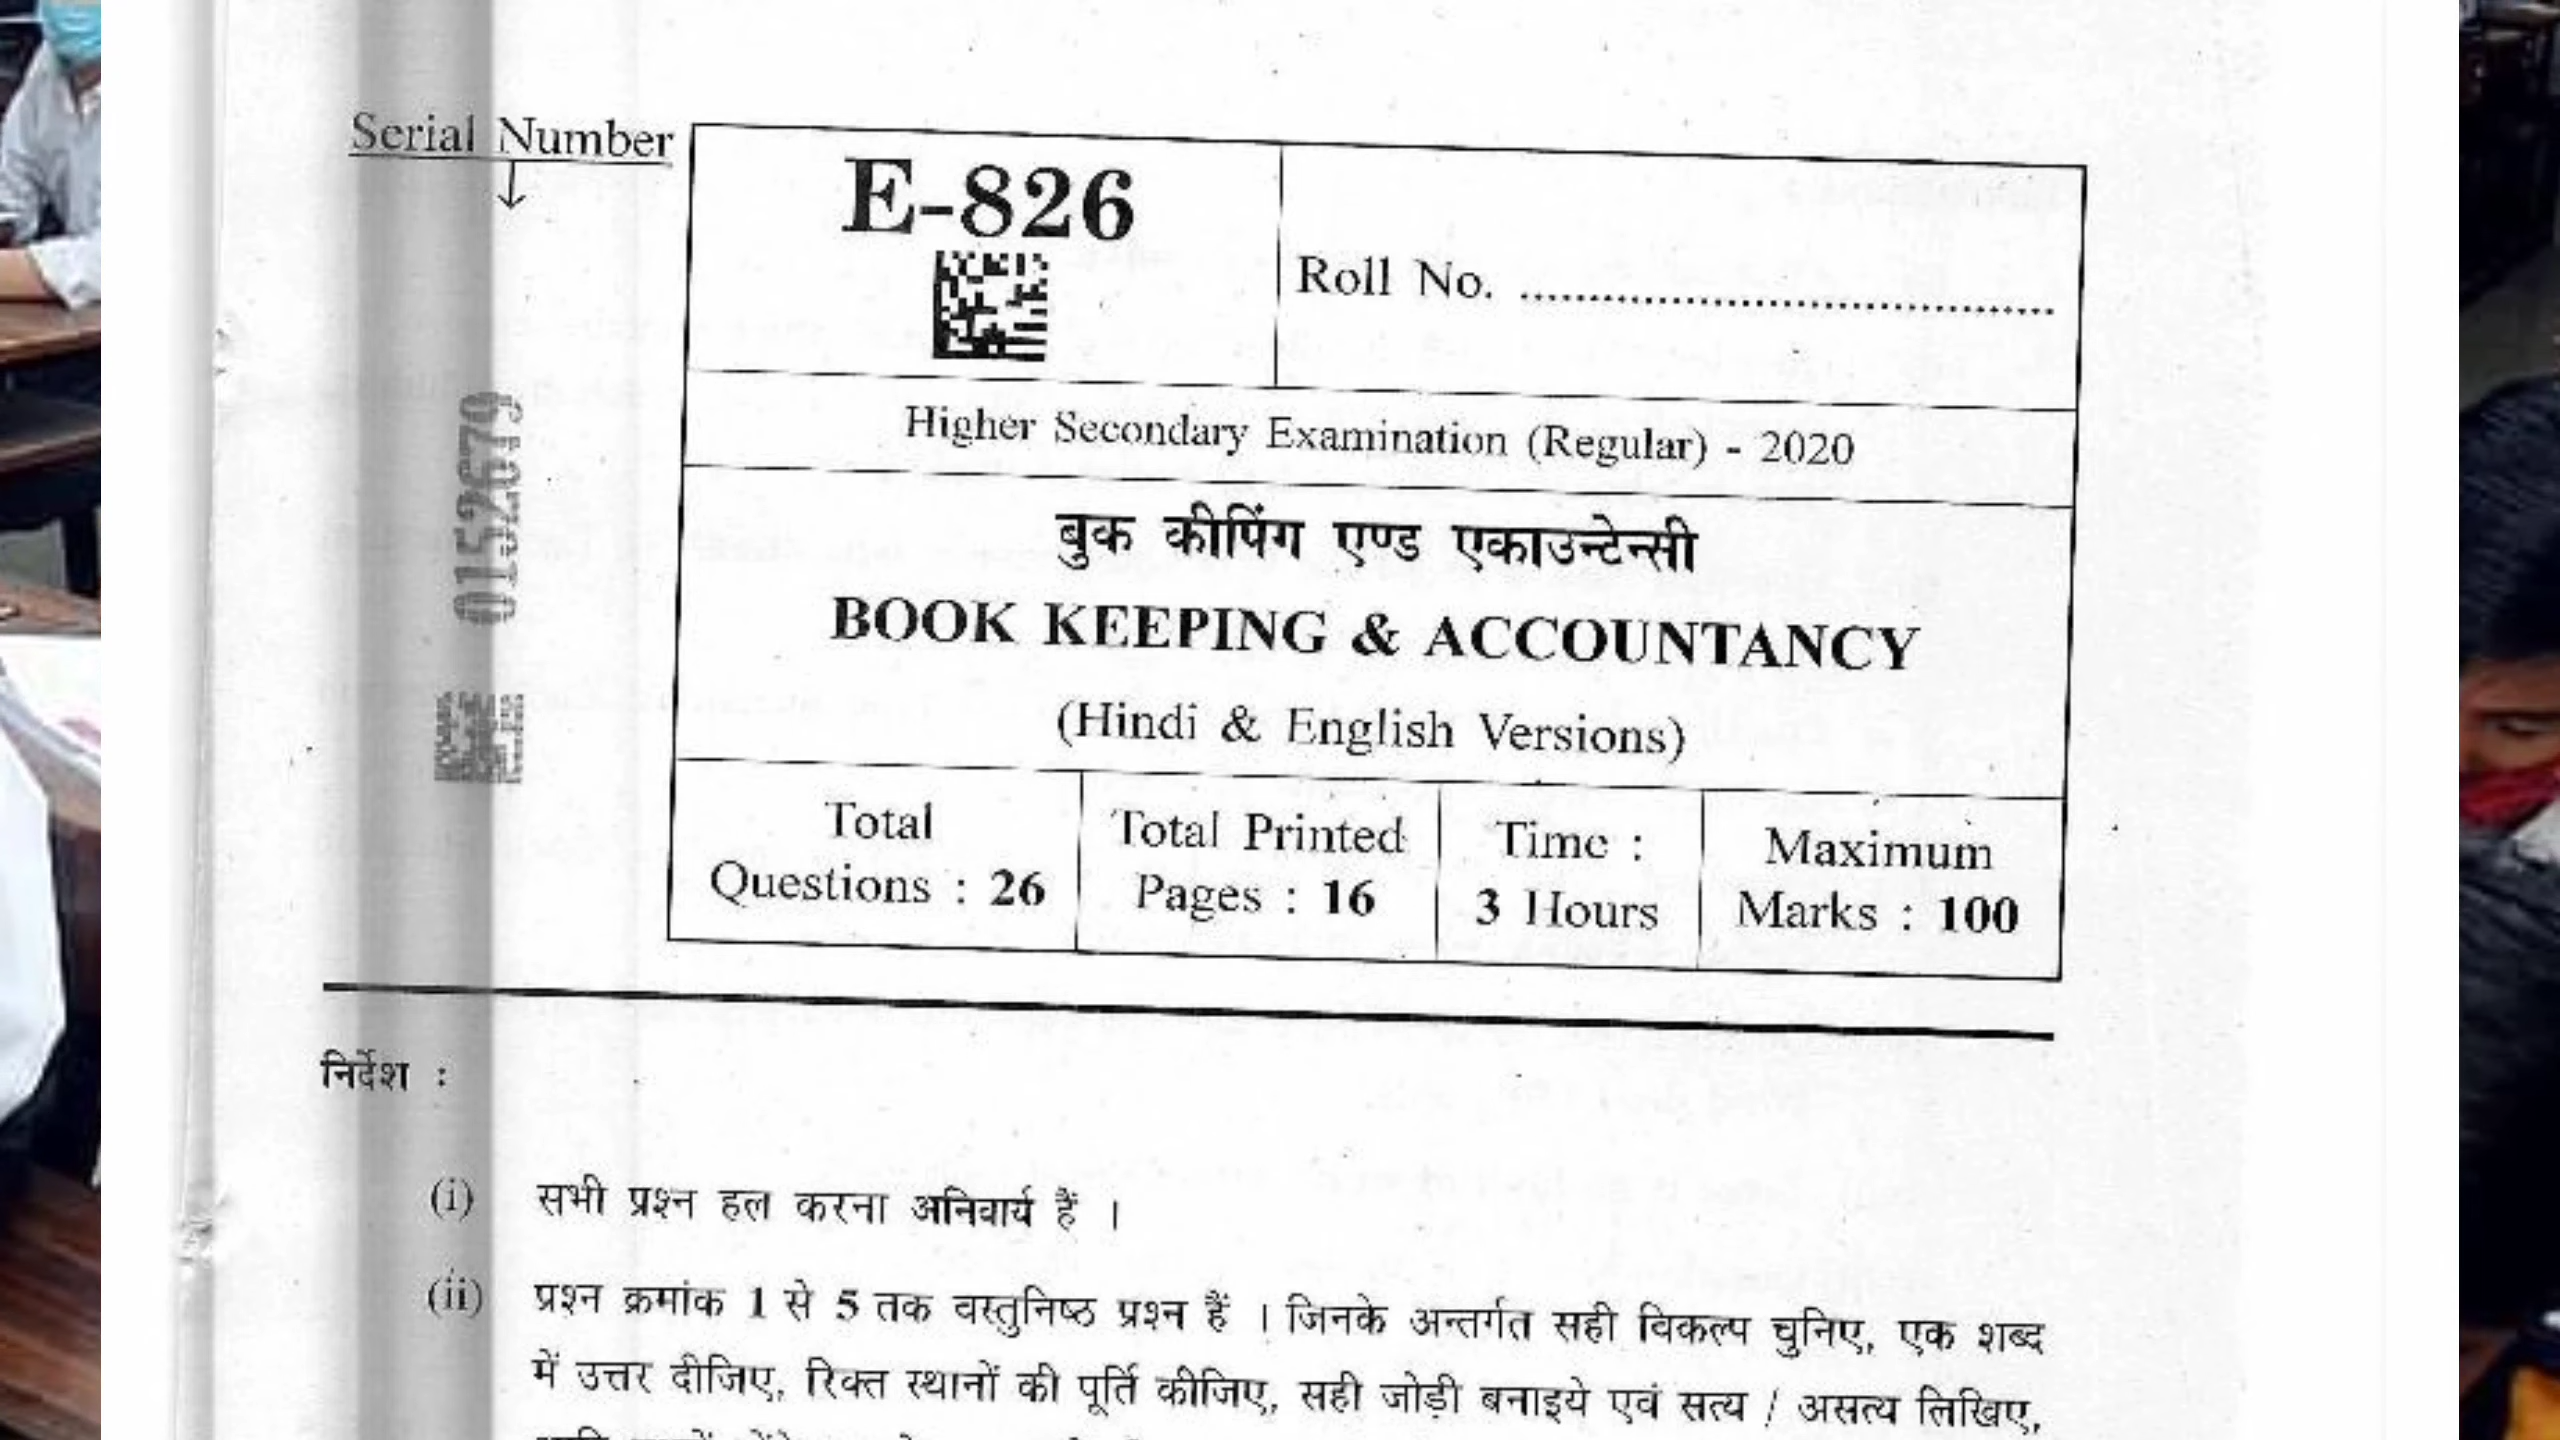 Serial Number
E-826
Roll No. ................................................
0152679
Higher Secondary Examination (Regular) - 2020
बुक कीपिंग एण्ड एकाउन्टेन्सी
BOOK KEEPING & ACCOUNTANCY
(Hindi & English Versions)
Total
Questions : 26
Total Printed
Pages : 16
Time :
3 Hours
Maximum
Marks : 100
निर्देश :
(i) सभी प्रश्न हल करना अनिवार्य हैं ।
(ii) प्रश्न क्रमांक 1 से 5 तक वस्तुनिष्ठ प्रश्न हैं । जिनके अन्तर्गत सही विकल्प चुनिए, एक शब्द
में उत्तर दीजिए, रिक्त स्थानों की पूर्ति कीजिए, सही जोड़ी बनाइये एवं सत्य / असत्य लिखिए,